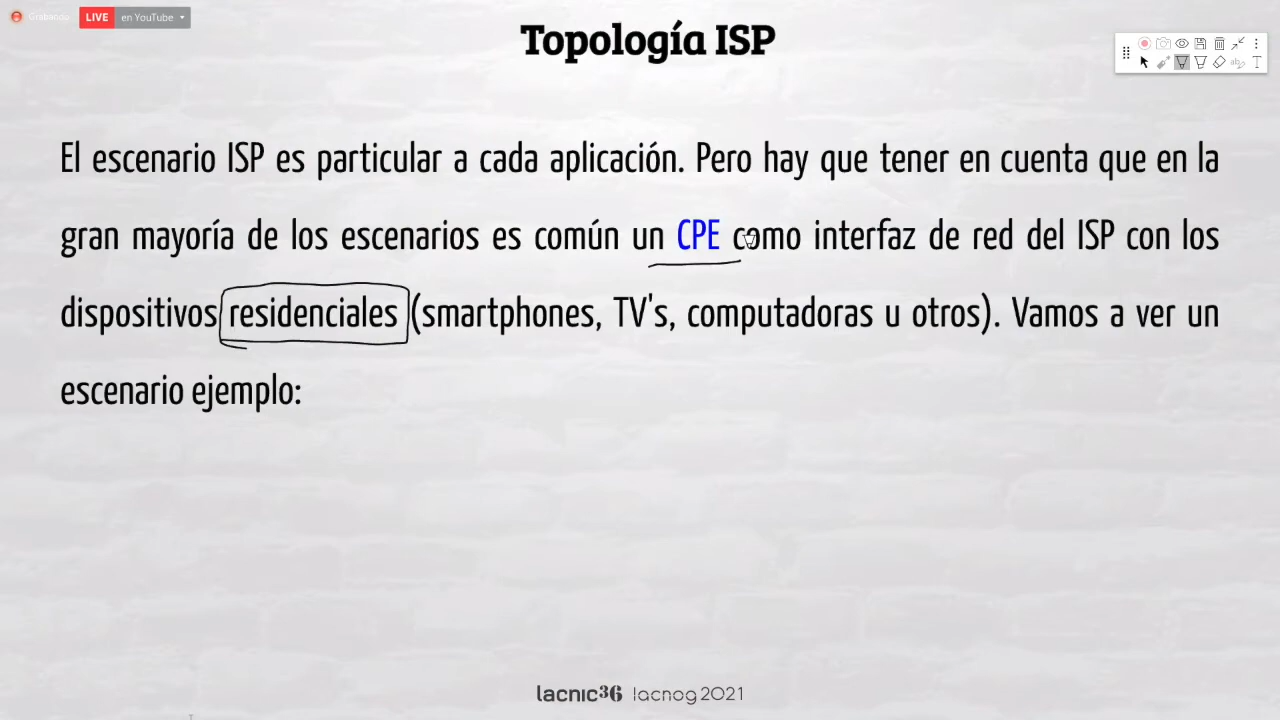 Grabando
LIVE en YouTube
Topología ISP
El escenario ISP es particular a cada aplicación. Pero hay que tener en cuenta que en la
gran mayoría de los escenarios es común un CPE como interfaz de red del ISP con los
dispositivos residenciales (smartphones, TV's, computadoras u otros). Vamos a ver un
escenario ejemplo:
lacnic36 lacnog2021